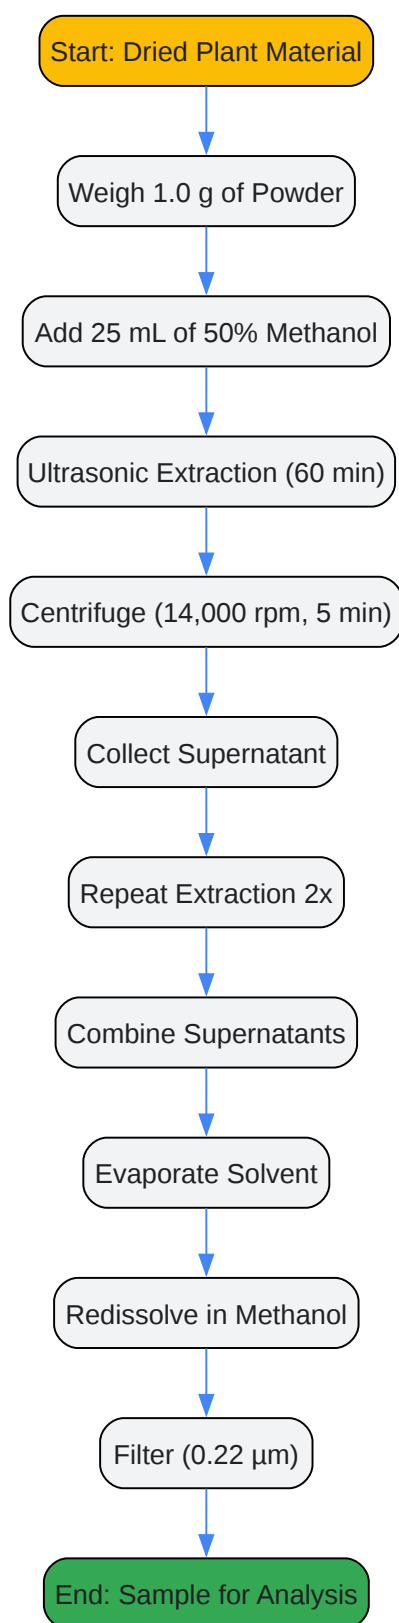 Start: Dried Plant Material
Weigh 1.0 g of Powder
Add 25 mL of 50% Methanol
Ultrasonic Extraction (60 min)
Centrifuge (14,000 rpm, 5 min)
Collect Supernatant
Repeat Extraction 2x
Combine Supernatants
Evaporate Solvent
Redissolve in Methanol
Filter (0.22 µm)
End: Sample for Analysis